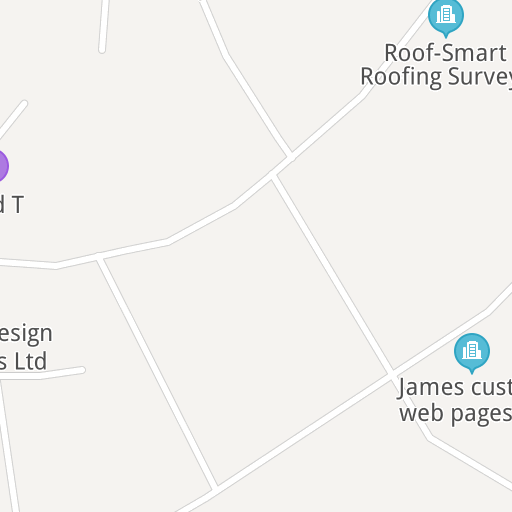 Roof-Smart
Roofing Survey
d T
esign
s Ltd
James cust
web pages